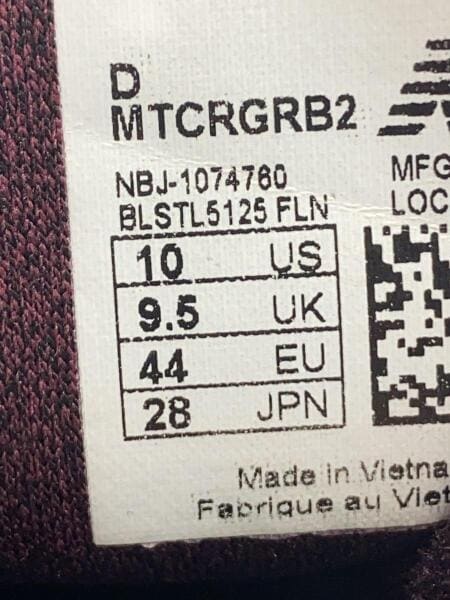 D
MTCRGRB2
NBJ-1074760
BLSTL5125 FLN
MFG
LOC
10 US
9.5 UK
44 EU
28 JPN
Made in Vietna
Fabrique au Viet